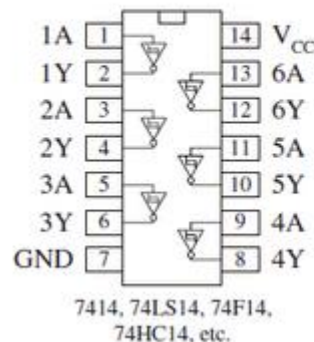 1A 1 14 V_CC
1Y 2 13 6A
2A 3 12 6Y
2Y 4 11 5A
3A 5 10 5Y
3Y 6 9 4A
GND 7 8 4Y
7414, 74LS14, 74F14,
74HC14, etc.